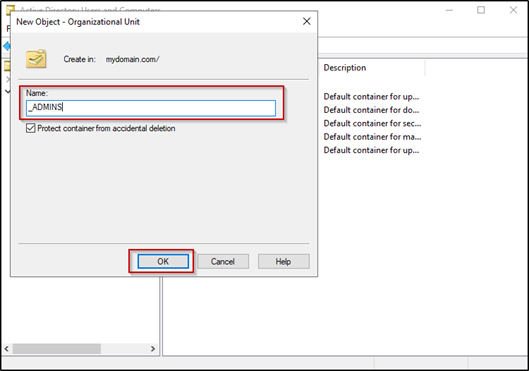 Active Directory Users and Computers
New Object - Organizational Unit
Create in: mydomain.com/
Name:
_ADMINS
Protect container from accidental deletion
OK Cancel Help
Description
Default container for up...
Default container for do...
Default container for sec...
Default container for ma...
Default container for up...